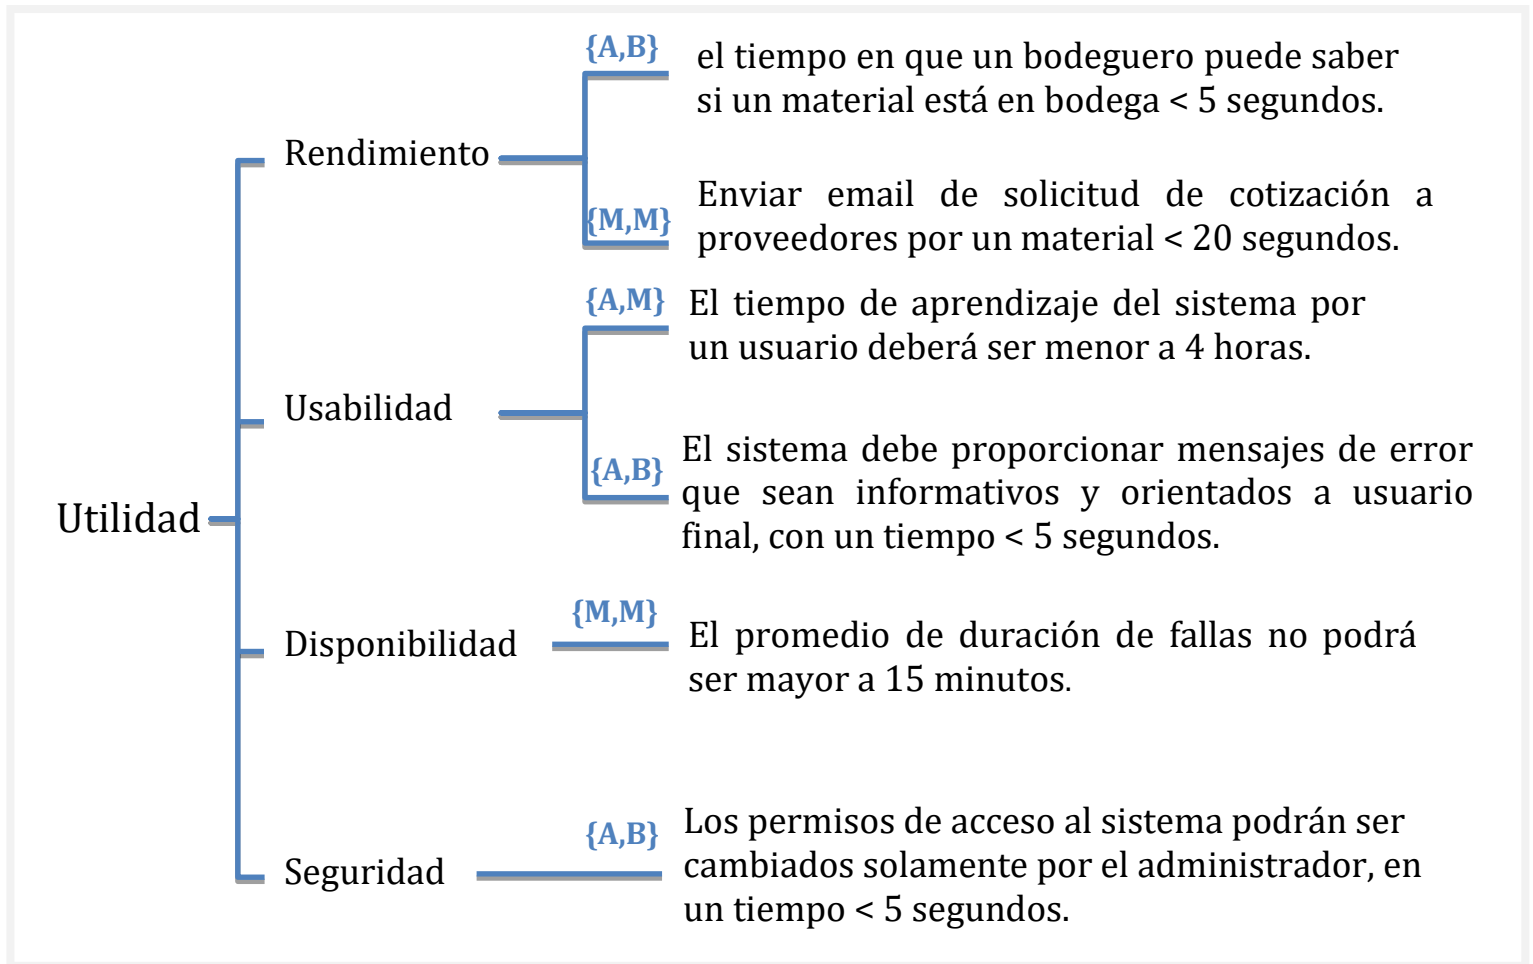 {A,B}
el tiempo en que un bodeguero puede saber
si un material está en bodega < 5 segundos.
Rendimiento
{M,M}
Enviar email de solicitud de cotización a
proveedores por un material < 20 segundos.
{A,M}
El tiempo de aprendizaje del sistema por
un usuario deberá ser menor a 4 horas.
Usabilidad
{A,B}
El sistema debe proporcionar mensajes de error
que sean informativos y orientados a usuario
final, con un tiempo < 5 segundos.
Utilidad
{M,M}
Disponibilidad
El promedio de duración de fallas no podrá
ser mayor a 15 minutos.
{A,B}
Seguridad
Los permisos de acceso al sistema podrán ser
cambiados solamente por el administrador, en
un tiempo < 5 segundos.